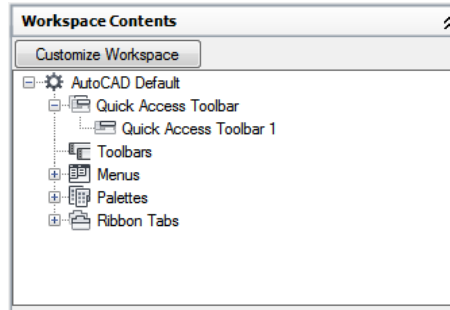 Workspace Contents
Customize Workspace
AutoCAD Default
Quick Access Toolbar
Quick Access Toolbar 1
Toolbars
Menus
Palettes
Ribbon Tabs